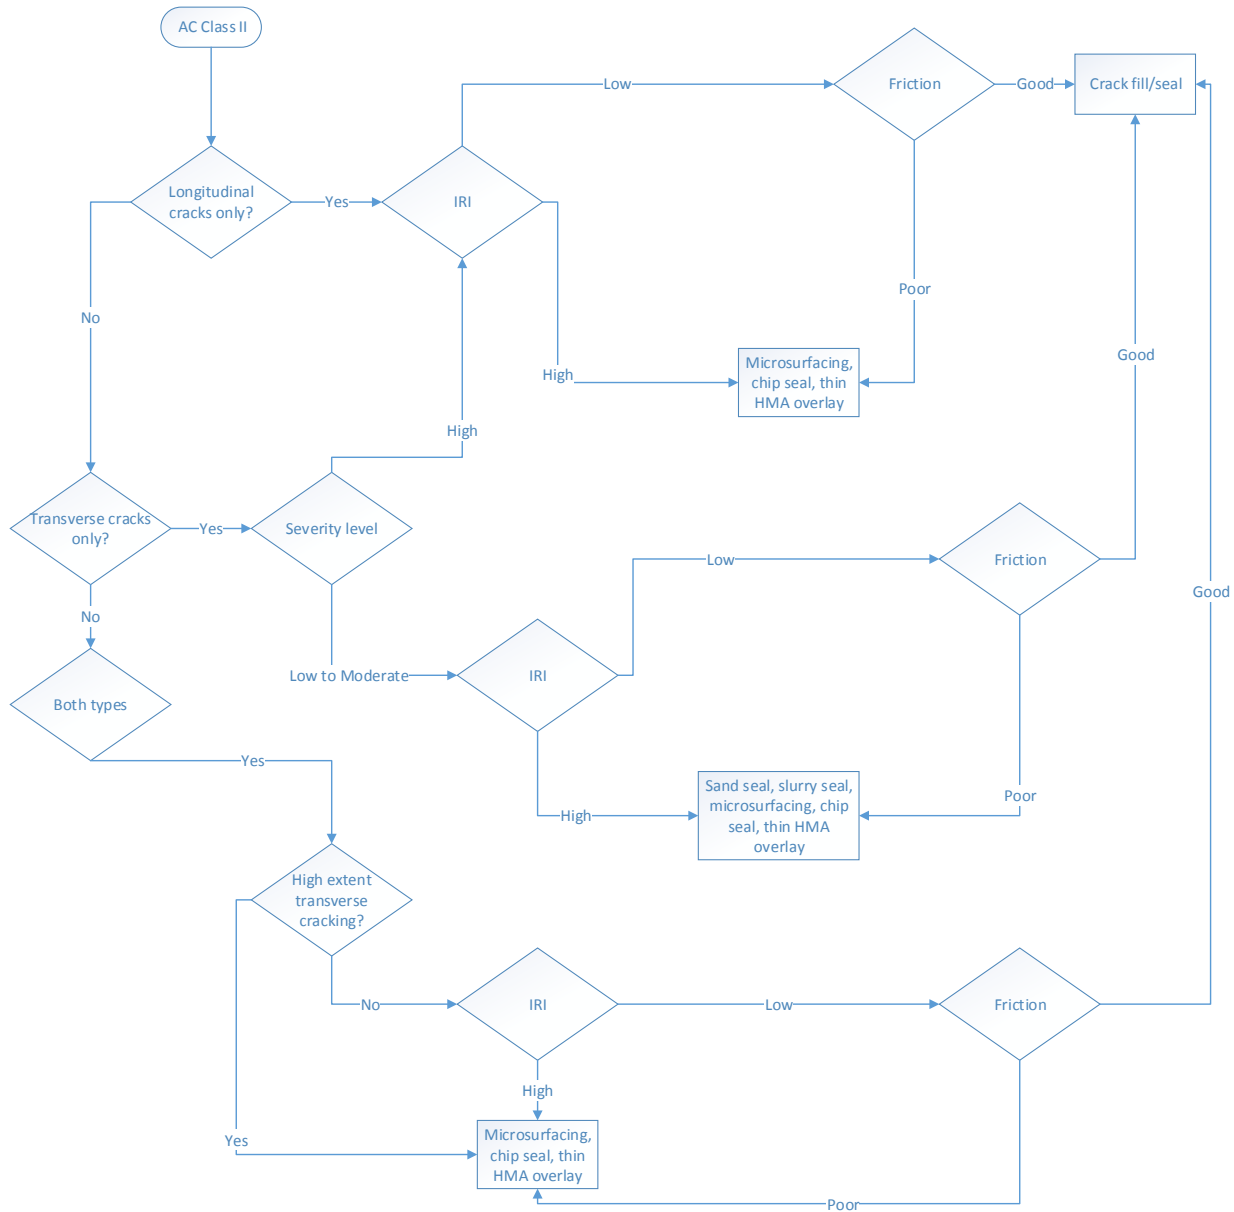 AC Class II
Low
Friction
Good
Crack fill/seal
Longitudinal
cracks only?
Yes
IRI
Poor
No
Good
Microsurfacing,
chip seal, thin
HMA overlay
High
High
Transverse cracks
only?
Yes
Severity level
Low
Friction
Good
No
Low to Moderate
IRI
Both types
Yes
Sand seal, slurry seal,
microsurfacing, chip
seal, thin HMA
overlay
High
Poor
High extent
transverse
cracking?
No
IRI
Low
Friction
High
Yes
Microsurfacing,
chip seal, thin
HMA overlay
Poor